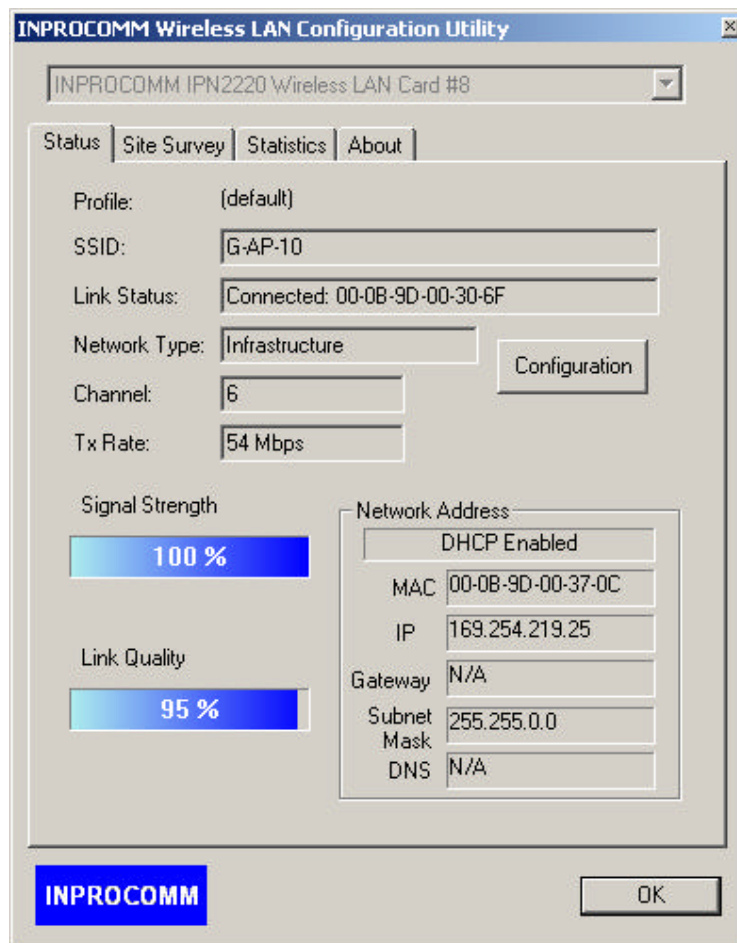 INPROCOMM Wireless LAN Configuration Utility
INPROCOMM IPN2220 Wireless LAN Card #8
Status Site Survey Statistics About
Profile: (default)
SSID: G-AP-10
Link Status: Connected: 00-0B-9D-00-30-6F
Network Type: Infrastructure
Configuration
Channel: 6
Tx Rate: 54 Mbps
Signal Strength
100 %
Link Quality
95 %
Network Address
DHCP Enabled
MAC 00-0B-9D-00-37-0C
IP 169.254.219.25
Gateway N/A
Subnet
Mask 255.255.0.0
DNS N/A
INPROCOMM
OK